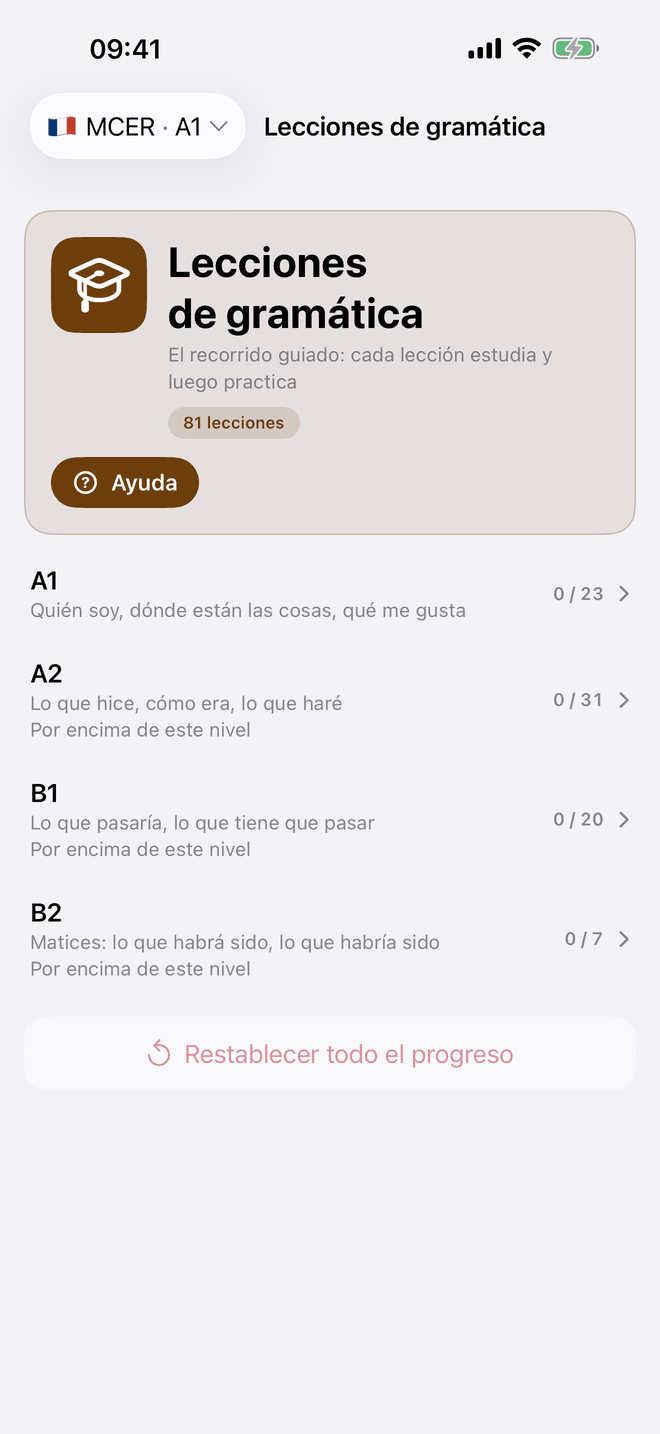 09:41
MCER · A1
Lecciones de gramática
Lecciones
de gramática
El recorrido guiado: cada lección estudia y
luego practica
81 lecciones
Ayuda
A1
Quién soy, dónde están las cosas, qué me gusta
0 / 23
A2
Lo que hice, cómo era, lo que haré
Por encima de este nivel
0 / 31
B1
Lo que pasaría, lo que tiene que pasar
Por encima de este nivel
0 / 20
B2
Matices: lo que habrá sido, lo que habría sido
Por encima de este nivel
0 / 7
Restablecer todo el progreso